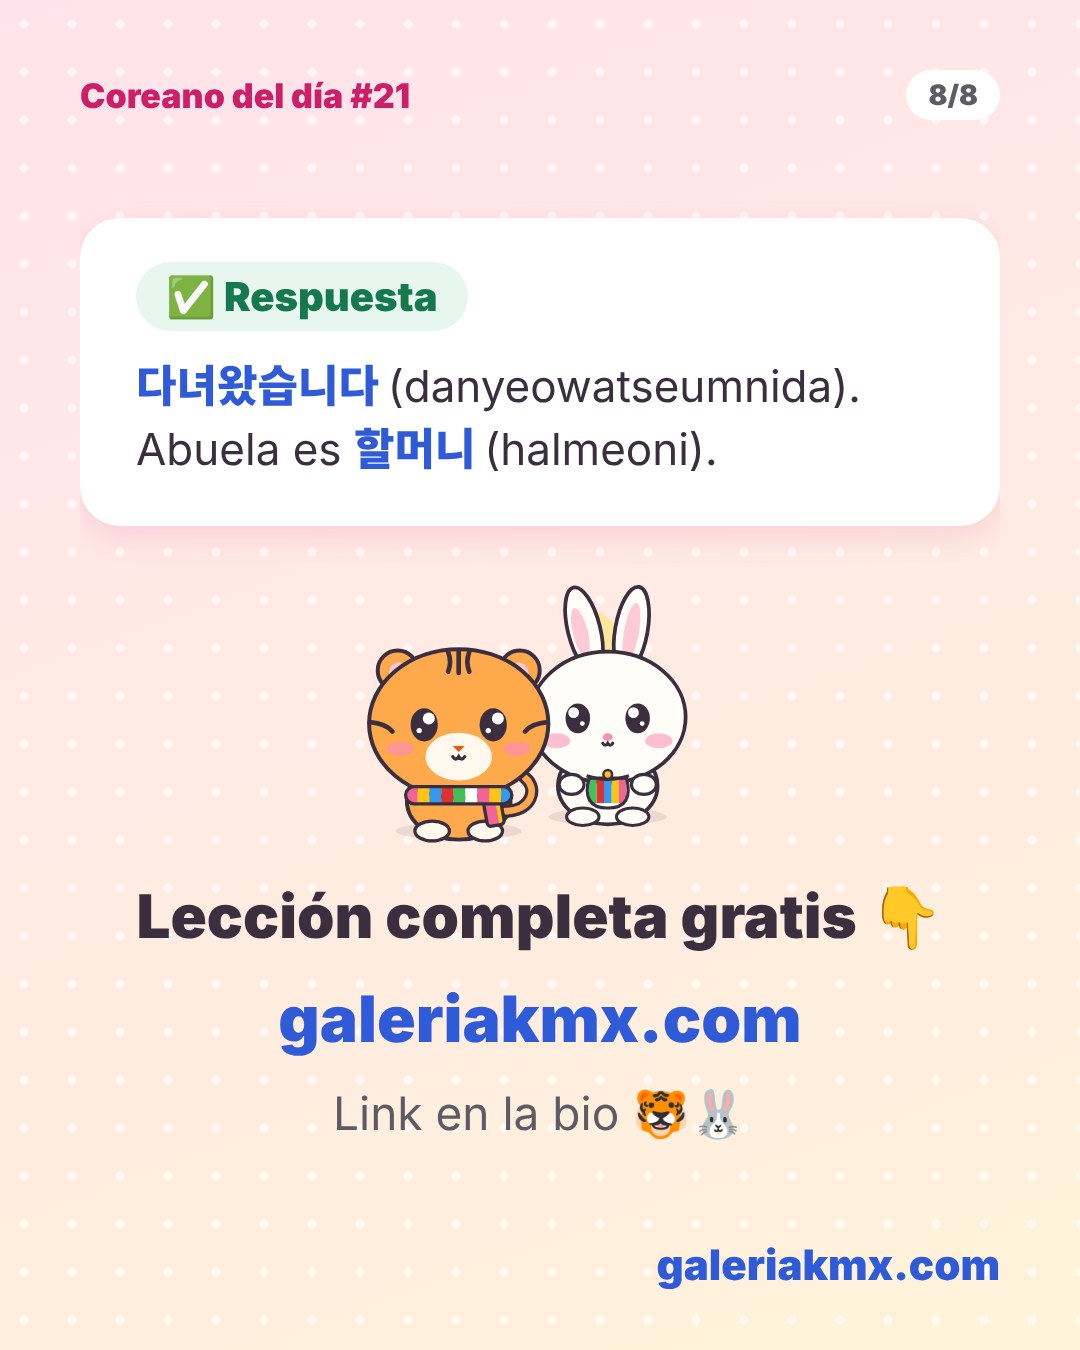 Coreano del día #21
8/8
✅ Respuesta
다녀왔습니다 (danyeowatseumnida).
Abuela es 할머니 (halmeoni).
Lección completa gratis 👇
galeriakmx.com
Link en la bio 🐯🐰
galeriakmx.com